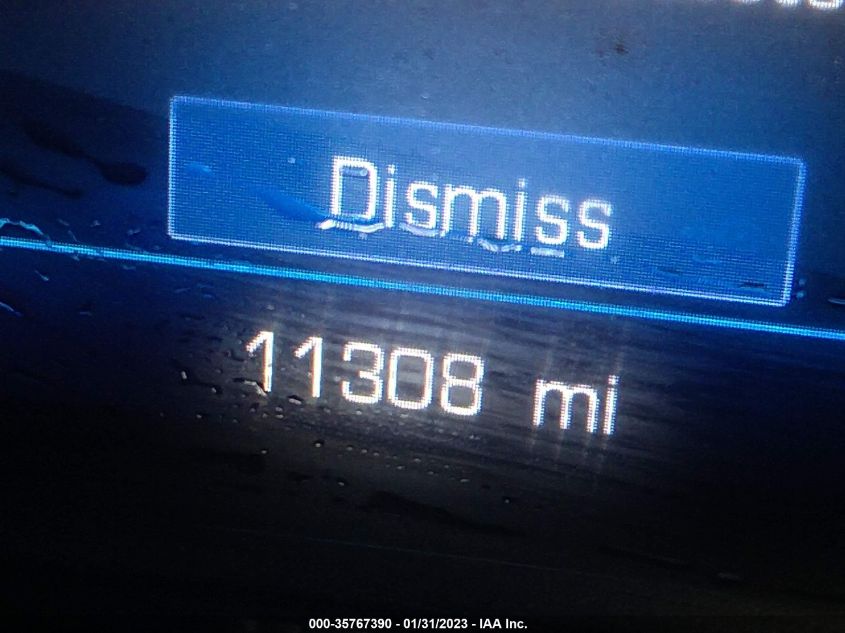 Dismiss
11308 mi
000-35767390 - 01/31/2023 - IAA Inc.